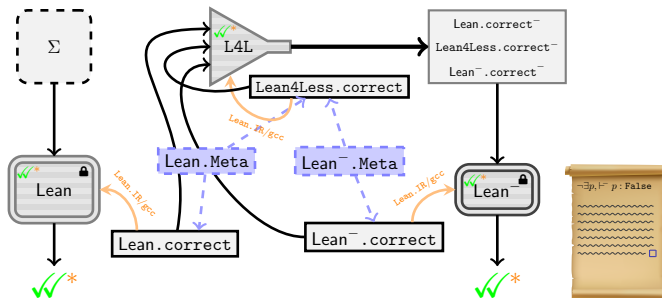 Σ
L4L
*
Lean.correct⁻
Lean4Less.correct⁻
Lean⁻.correct⁻
Lean4Less.correct
Lean.IR/gcc
Lean.Meta
Lean⁻.Meta
*
Lean
Lean.IR/gcc
Lean.IR/gcc
*
Lean⁻
¬∃p,⊢⁻ p : False
Lean.correct
Lean⁻.correct
*
*